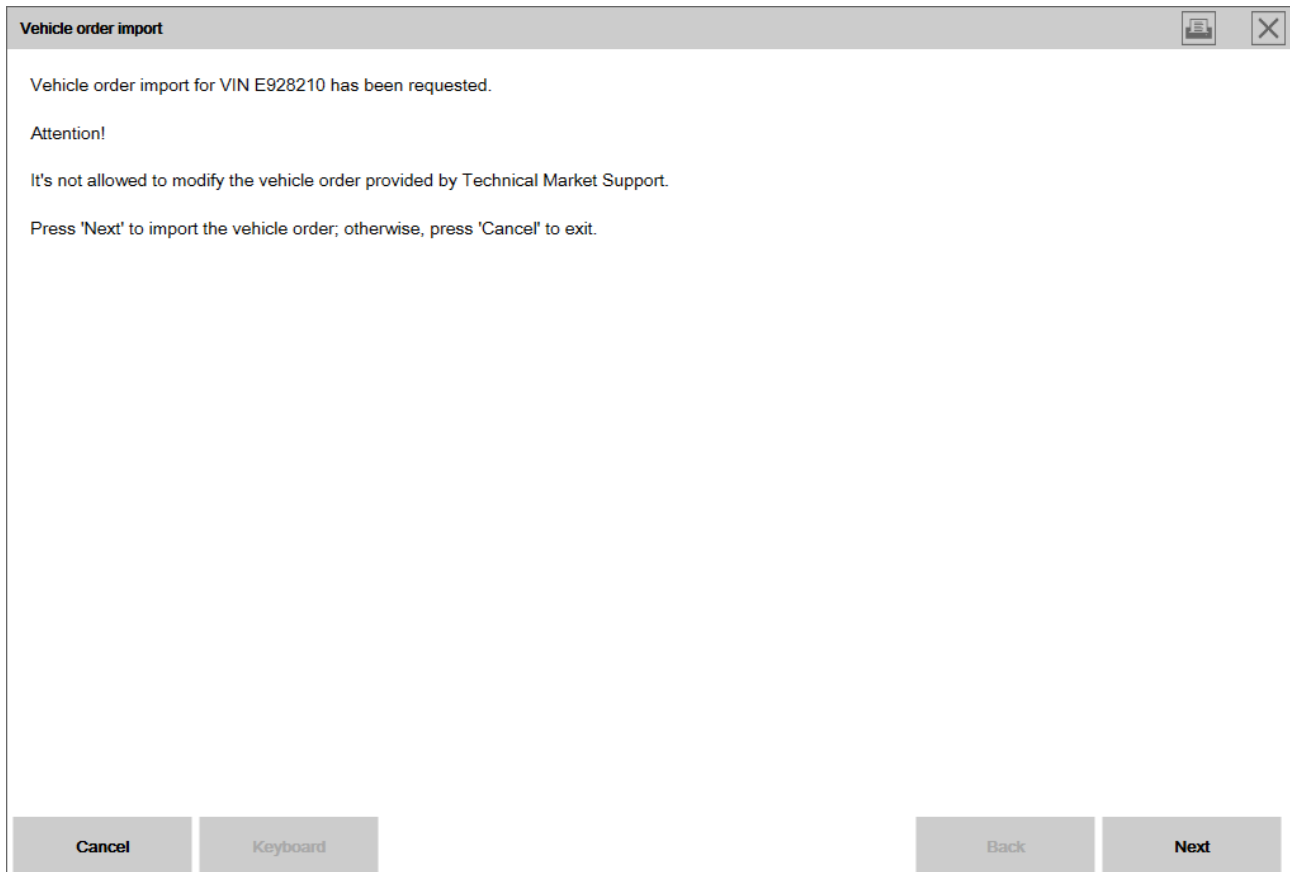 Vehicle order import
Vehicle order import for VIN E928210 has been requested.
Attention!
It's not allowed to modify the vehicle order provided by Technical Market Support.
Press 'Next' to import the vehicle order; otherwise, press 'Cancel' to exit.
Cancel Keyboard Back Next